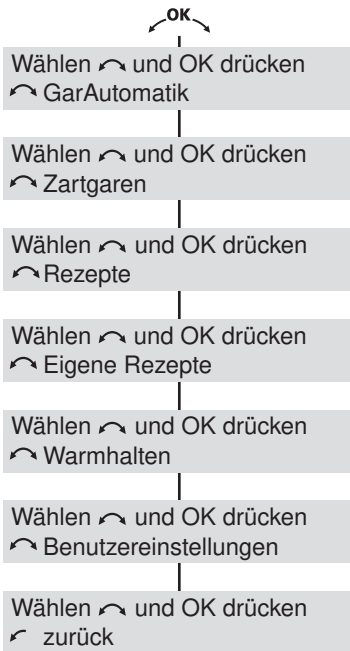 OK
Wählen und OK drücken
GarAutomatik
Wählen und OK drücken
Zartgaren
Wählen und OK drücken
Rezepte
Wählen und OK drücken
Eigene Rezepte
Wählen und OK drücken
Warmhalten
Wählen und OK drücken
Benutzereinstellungen
Wählen und OK drücken
zurück